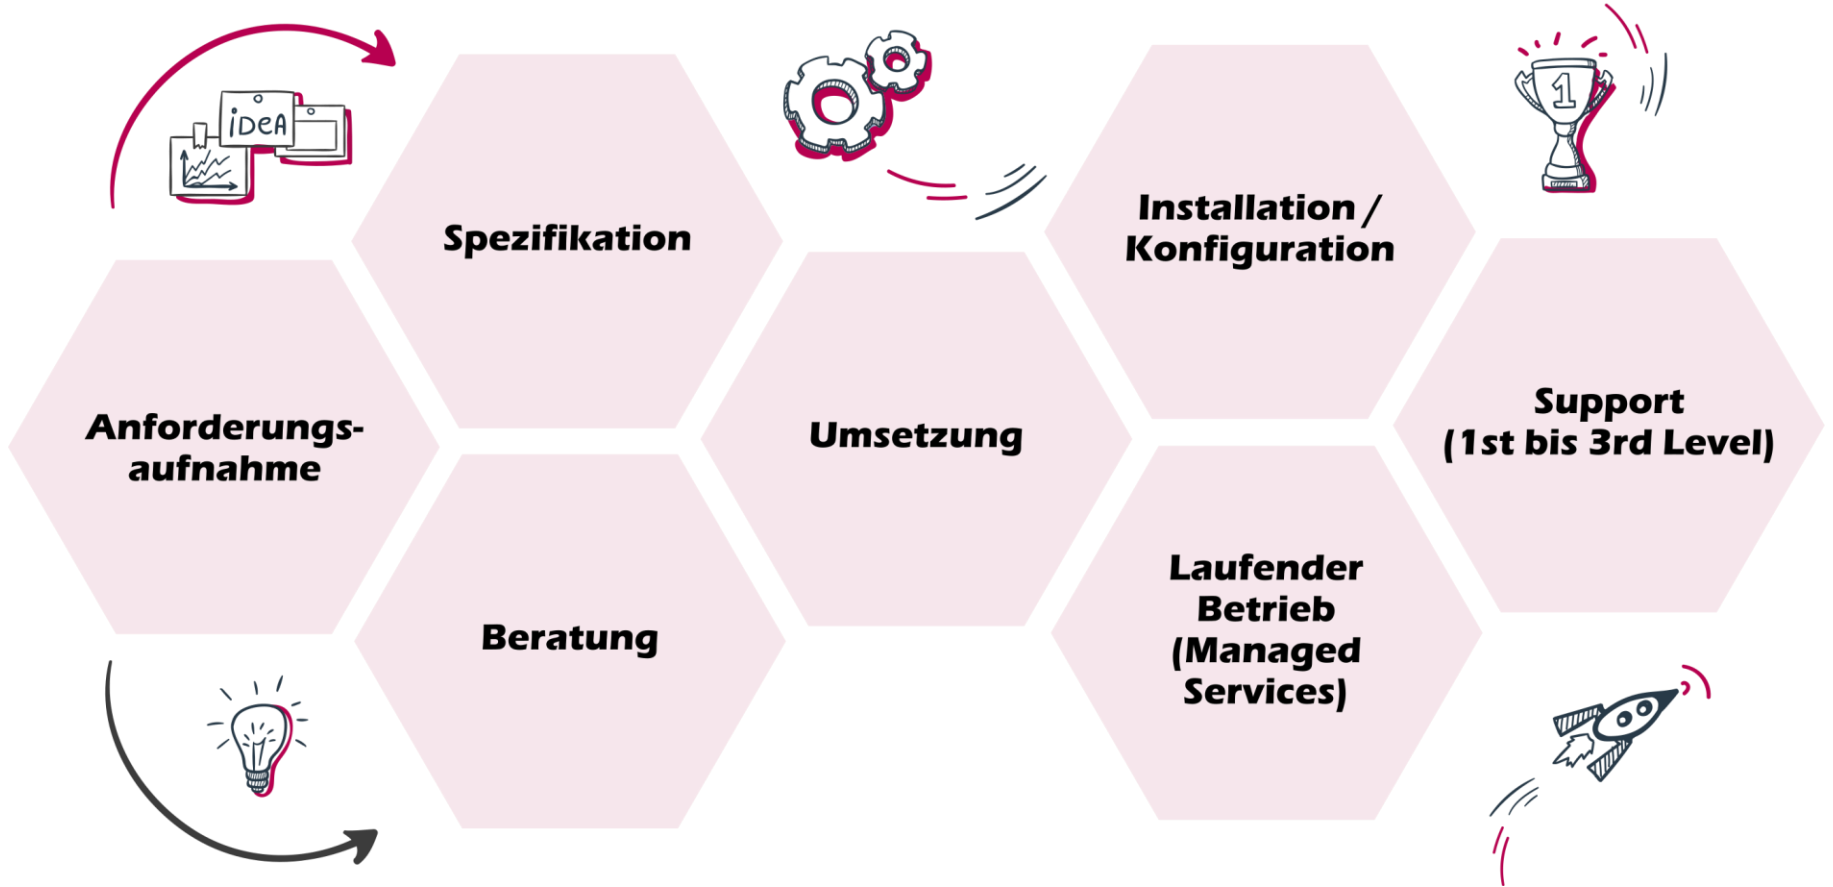 iDeA
1
Spezifikation
Installation /
Konfiguration
Anforderungs-
aufnahme
Umsetzung
Support
(1st bis 3rd Level)
Beratung
Laufender
Betrieb
(Managed
Services)